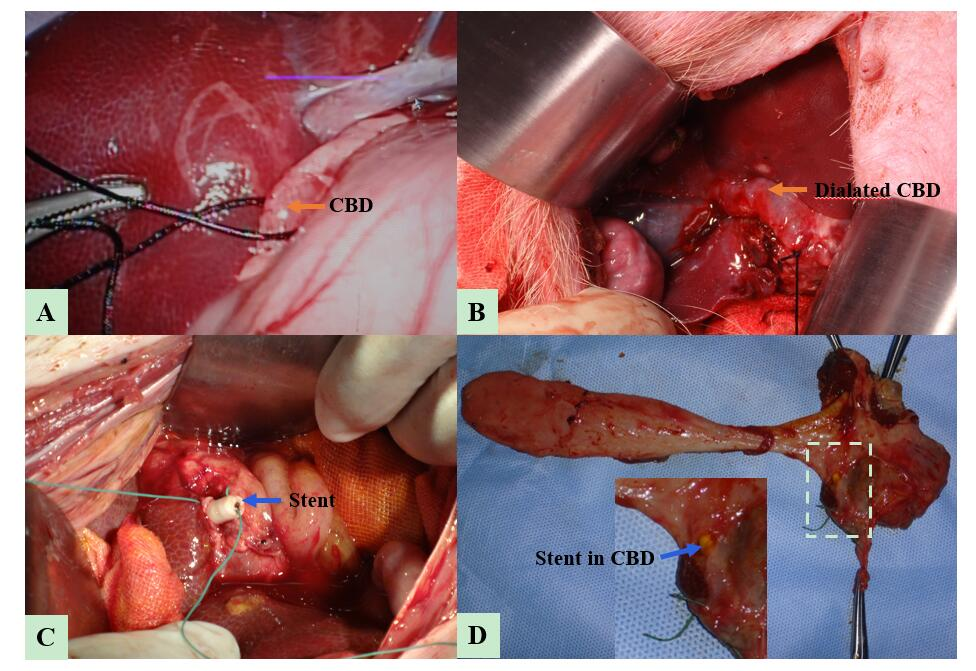 CBD
A
Dialated CBD
B
Stent
C
Stent in CBD
D